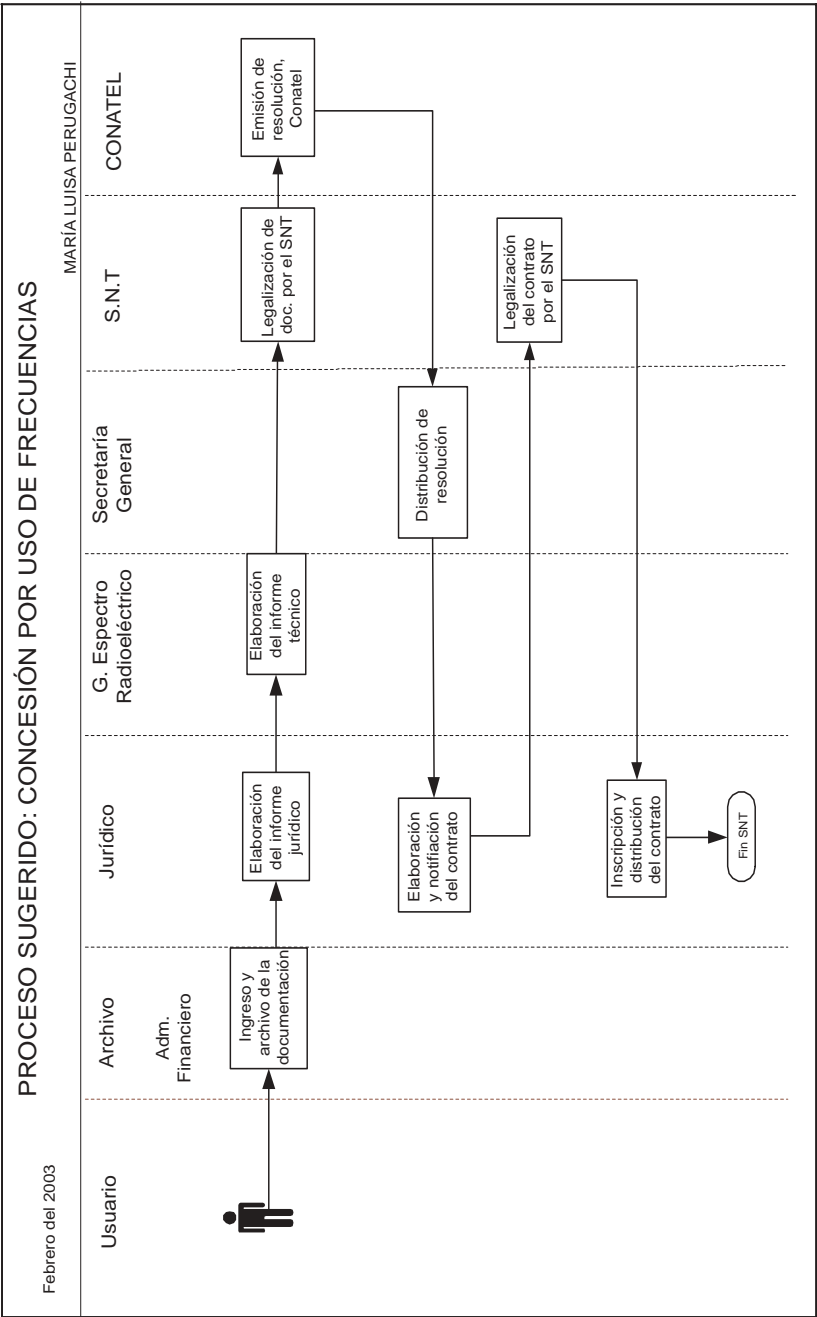 PROCESO SUGERIDO: CONCESIÓN POR USO DE FRECUENCIAS
Febrero del 2003
MARÍA LUISA PERUGACHI
Usuario
Archivo
Adm.
Financiero
Jurídico
G. Espectro
Radioeléctrico
Secretaría
General
S.N.T
CONATEL
Ingreso y
archivo de la
documentación
Elaboración
del informe
jurídico
Elaboración
del informe
técnico
Legalización de
doc. por el SNT
Emisión de
resolución,
Conatel
Distribución de
resolución
Elaboración
y notifiación
del contrato
Legalización
del contrato
por el SNT
Inscripción y
distribución
del contrato
Fin SNT